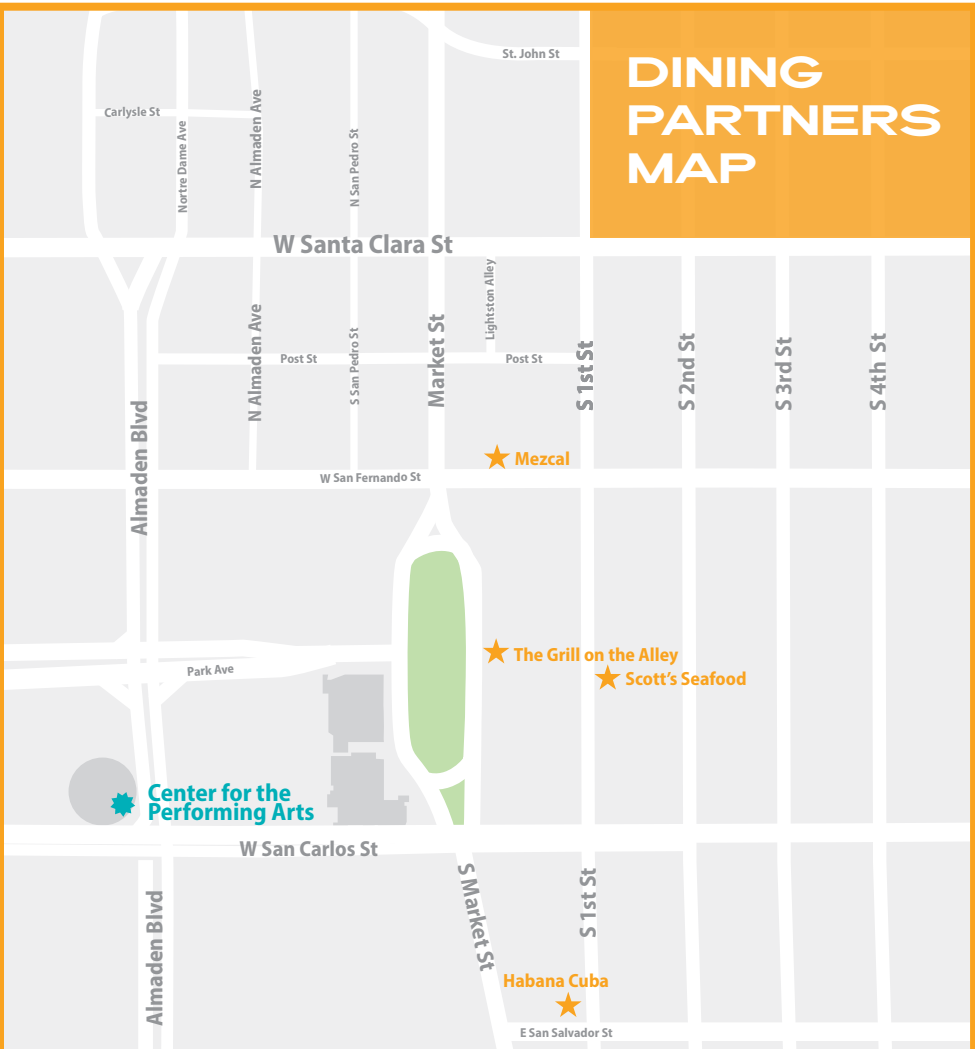 DINING
PARTNERS
MAP
St. John St
Carlysle St
Nortre Dame Ave
N Almaden Ave
N San Pedro St
W Santa Clara St
Lightston Alley
N Almaden Ave
S San Pedro St
Market St
Post St
Post St
S 1st St
S 2nd St
S 3rd St
S 4th St
Almaden Blvd
Mezcal
W San Fernando St
The Grill on the Alley
Park Ave
Scott's Seafood
Center for the
Performing Arts
W San Carlos St
S Market St
S 1st St
Almaden Blvd
Habana Cuba
E San Salvador St